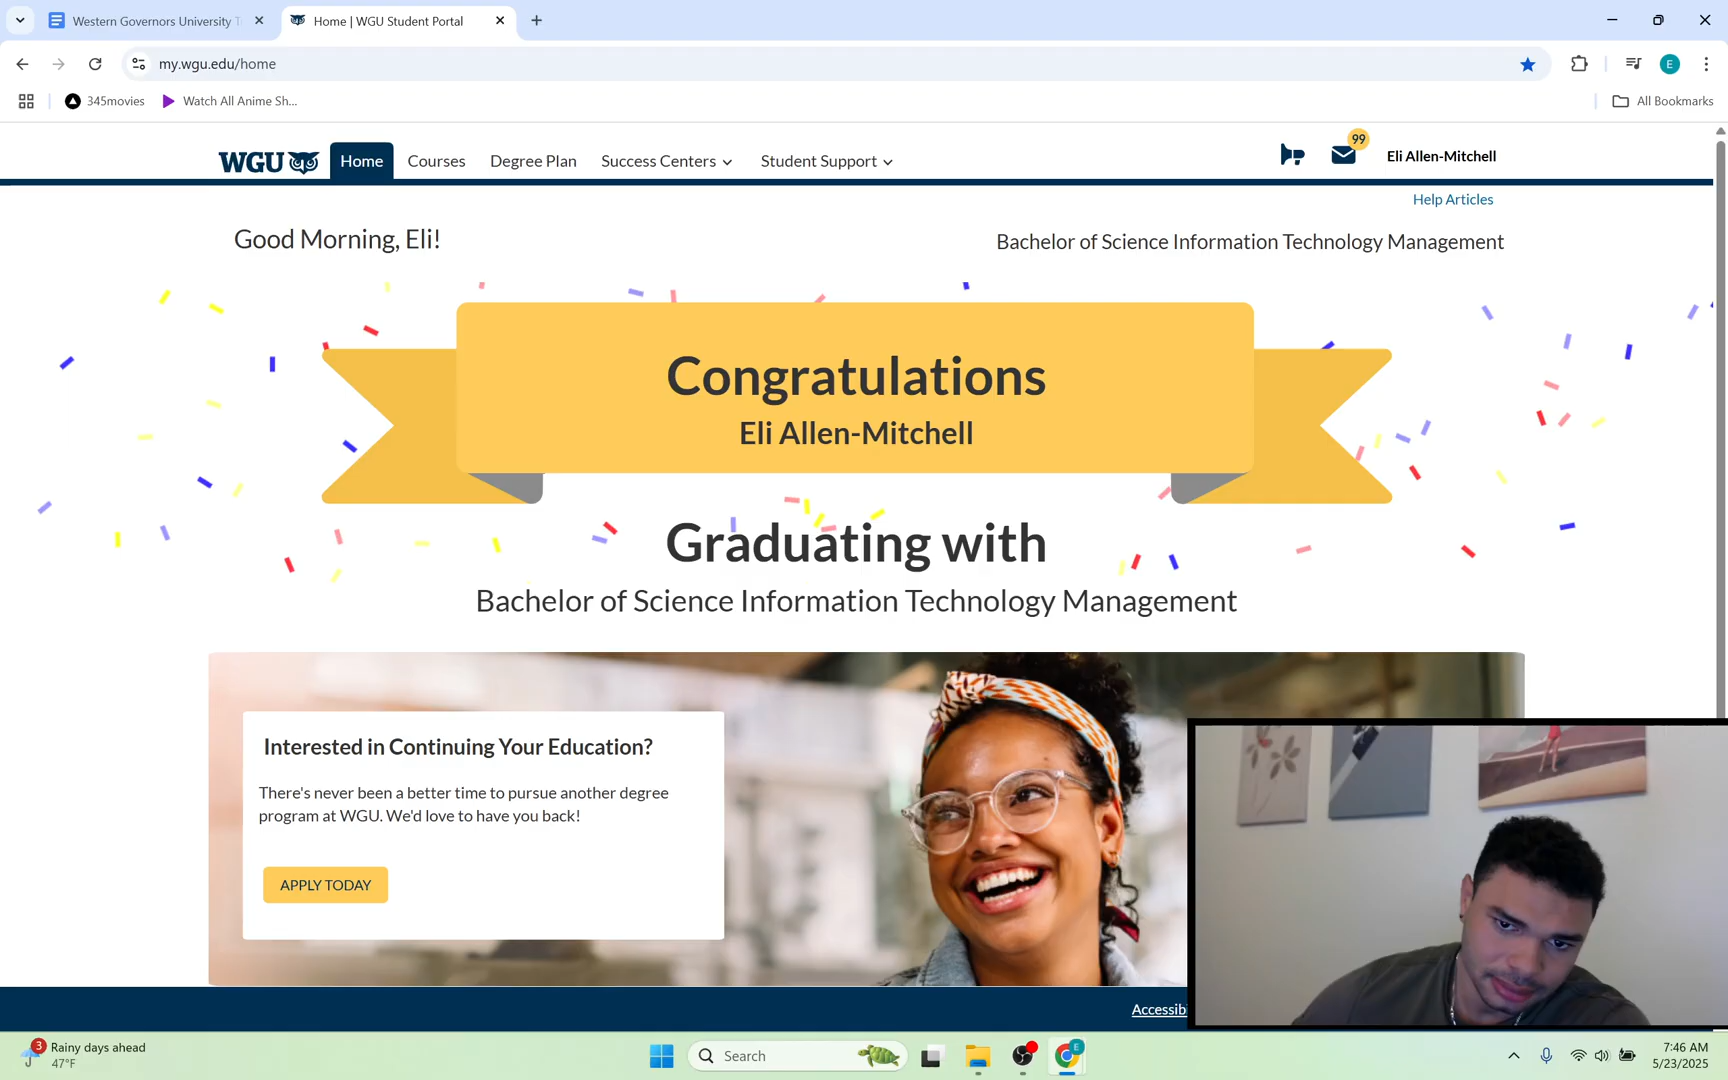 Western Governors University T
Home | WGU Student Portal
my.wgu.edu/home
E
345movies
Watch All Anime Sh...
All Bookmarks
WGU
Home
Courses
Degree Plan
Success Centers
Student Support
99
Eli Allen-Mitchell
Help Articles
Good Morning, Eli!
Bachelor of Science Information Technology Management
Congratulations
Eli Allen-Mitchell
Graduating with
Bachelor of Science Information Technology Management
Interested in Continuing Your Education?
There's never been a better time to pursue another degree
program at WGU. We'd love to have you back!
APPLY TODAY
Accessibi
3
Rainy days ahead
47°F
Search
E
7:46 AM
5/23/2025